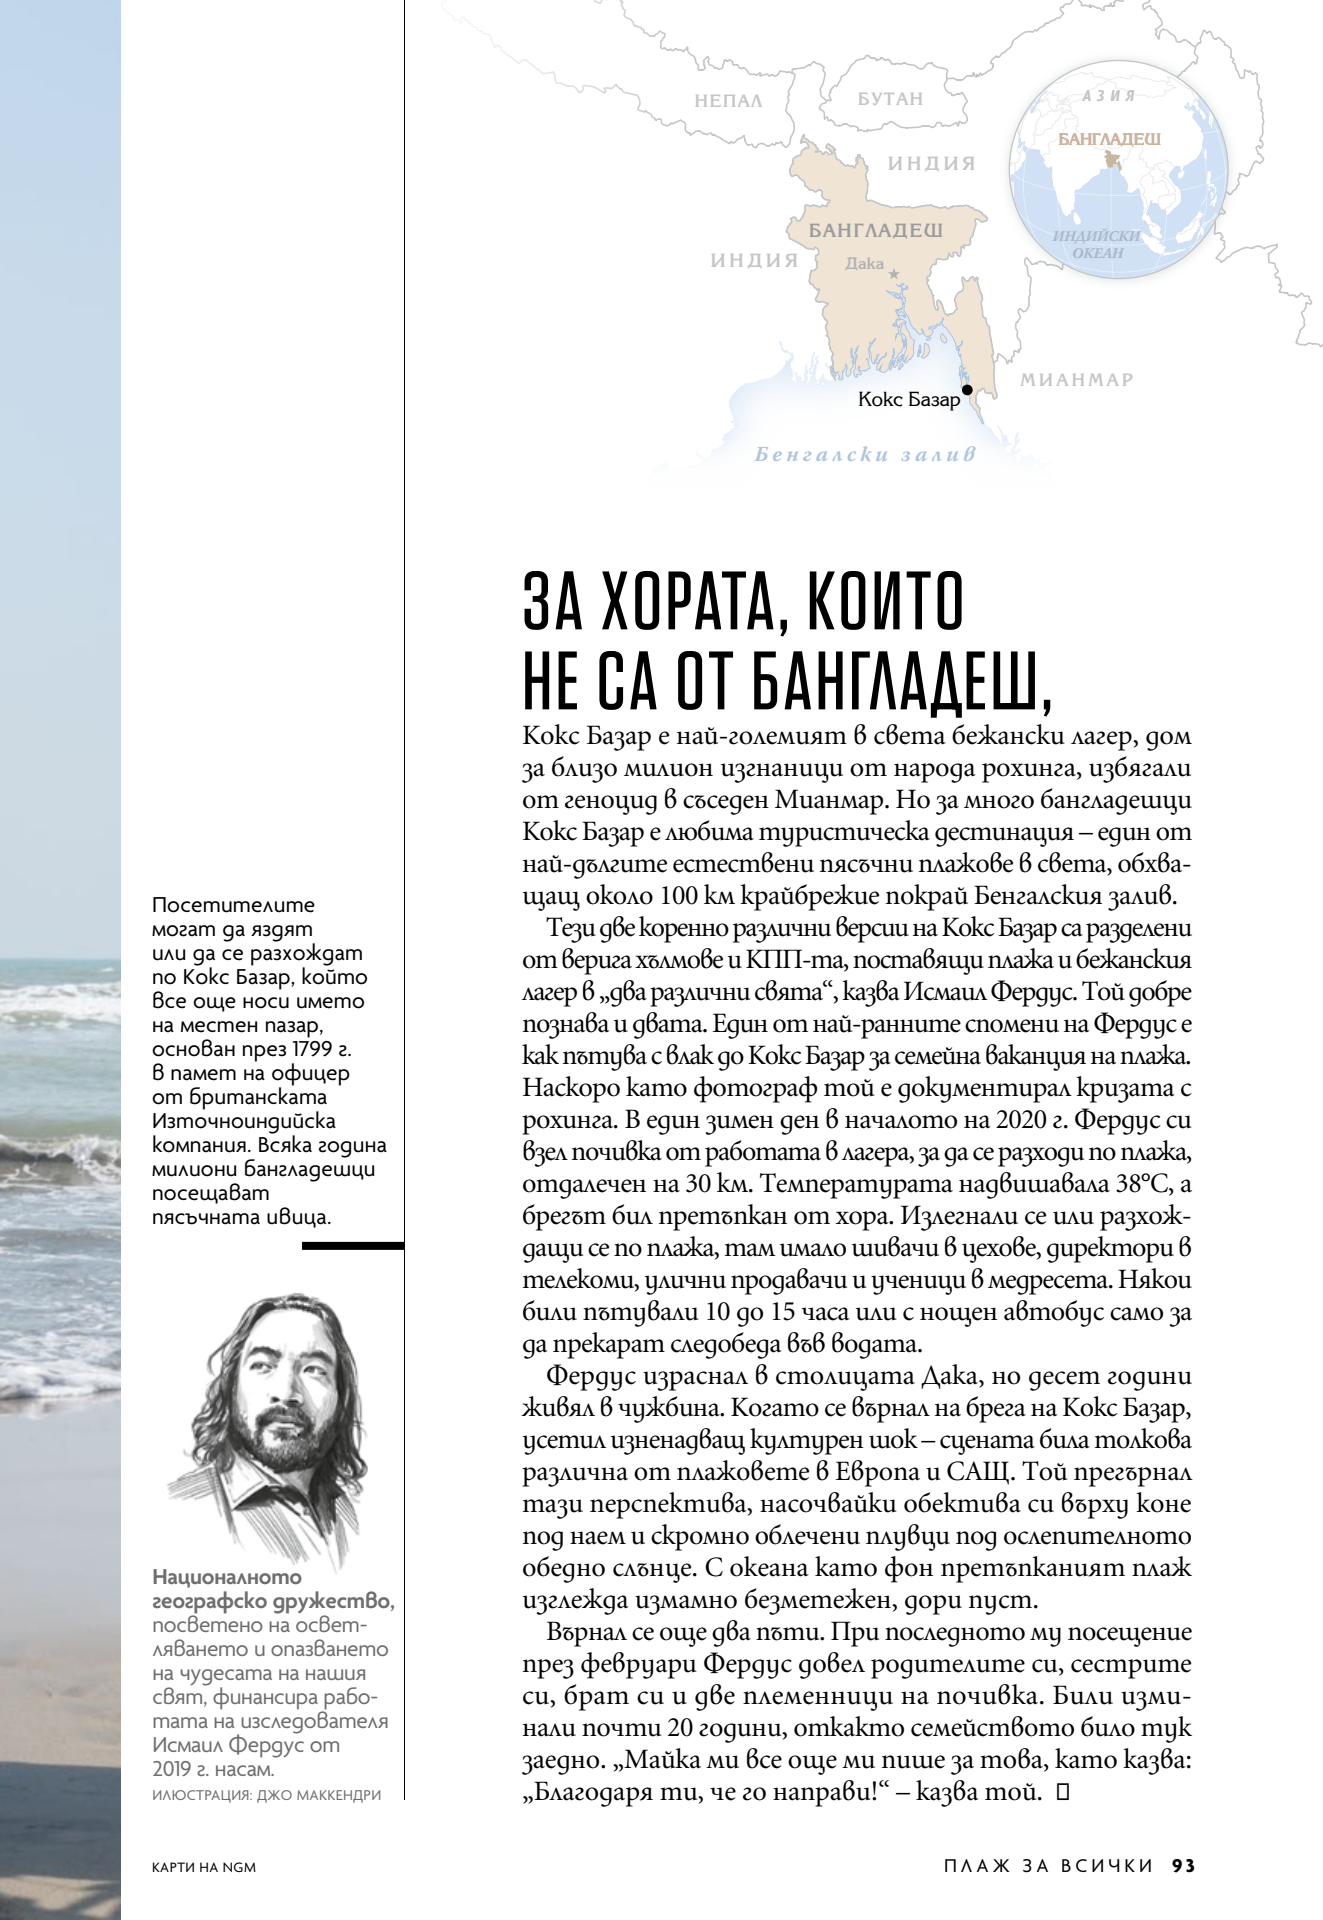 НЕПАЛ
БУТАН
АЗИЯ
БАНГЛАДЕШ
ИНДИЯ
БАНГЛАДЕШ
ИНДИЯ
Дака
ИНДИЙСКИ
ОКЕАН
МИАНМАР
Кокс Базар
Бенгалски залив
ЗА ХОРАТА, КОИТО
НЕ СА ОТ БАНГЛАДЕШ,
Кокс Базар е най-големият в света бежански лагер, дом
за близо милион изгнаници от народа рохинга, избягали
от геноцид в съседен Мианмар. Но за много бангладешци
Кокс Базар е любима туристическа дестинация – един от
най-дългите естествени пясъчни плажове в света, обхва-
щащ около 100 км крайбрежие покрай Бенгалския залив.
Тези две коренно различни версии на Кокс Базар са разделени
от верига хълмове и КПП-та, поставящи плажа и бежанския
лагер в „два различни свята“, казва Исмаил Фердус. Той добре
познава и двата. Един от най-ранните спомени на Фердус е
как пътува с влак до Кокс Базар за семейна ваканция на плажа.
Наскоро като фотограф той е документирал кризата с
рохинга. В един зимен ден в началото на 2020 г. Фердус си
взел почивка от работата в лагера, за да се разходи по плажа,
отдалечен на 30 км. Температурата надвишавала 38°C, а
брегът бил претъпкан от хора. Излегнали се или разхож-
дащи се по плажа, там имало шивачи в цехове, директори в
телекоми, улични продавачи и ученици в медресета. Някои
били пътували 10 до 15 часа или с нощен автобус само за
да прекарат следобеда във водата.
Фердус израснал в столицата Дака, но десет години
живял в чужбина. Когато се върнал на брега на Кокс Базар,
усетил изненадващ културен шок – сцената била толкова
различна от плажовете в Европа и САЩ. Той прегърнал
тази перспектива, насочвайки обектива си върху коне
под наем и скромно облечени плувци под ослепителното
обедно слънце. С океана като фон претъпканият плаж
изглежда измамно безметежен, дори пуст.
Върнал се още два пъти. При последното му посещение
през февруари Фердус довел родителите си, сестрите
си, брат си и две племенници на почивка. Били изми-
нали почти 20 години, откакто семейството било тук
заедно. „Майка ми все още ми пише за това, като казва:
„Благодаря ти, че го направи!“ – казва той.
Посетителите
могат да яздят
или да се разхождат
по Кокс Базар, който
все още носи името
на местен пазар,
основан през 1799 г.
в памет на офицер
от британската
Източноиндийска
компания. Всяка година
милиони бангладешци
посещават
пясъчната ивица.
Националното
географско дружество,
посветено на освет-
ляването и опазването
на чудесата на нашия
свят, финансира рабо-
тата на изследователя
Исмаил Фердус от
2019 г. насам.
ИЛЮСТРАЦИЯ: ДЖО МАККЕНДРИ
КАРТИ НА NGM
ПЛАЖ ЗА ВСИЧКИ 93